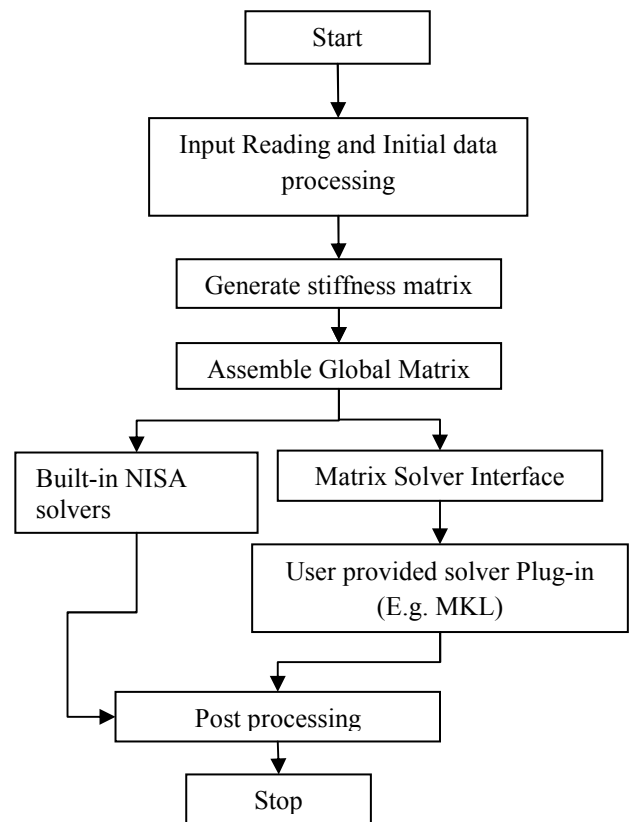 Start
Input Reading and Initial data
processing
Generate stiffness matrix
Assemble Global Matrix
Built-in NISA
solvers
Matrix Solver Interface
User provided solver Plug-in
(E.g. MKL)
Post processing
Stop